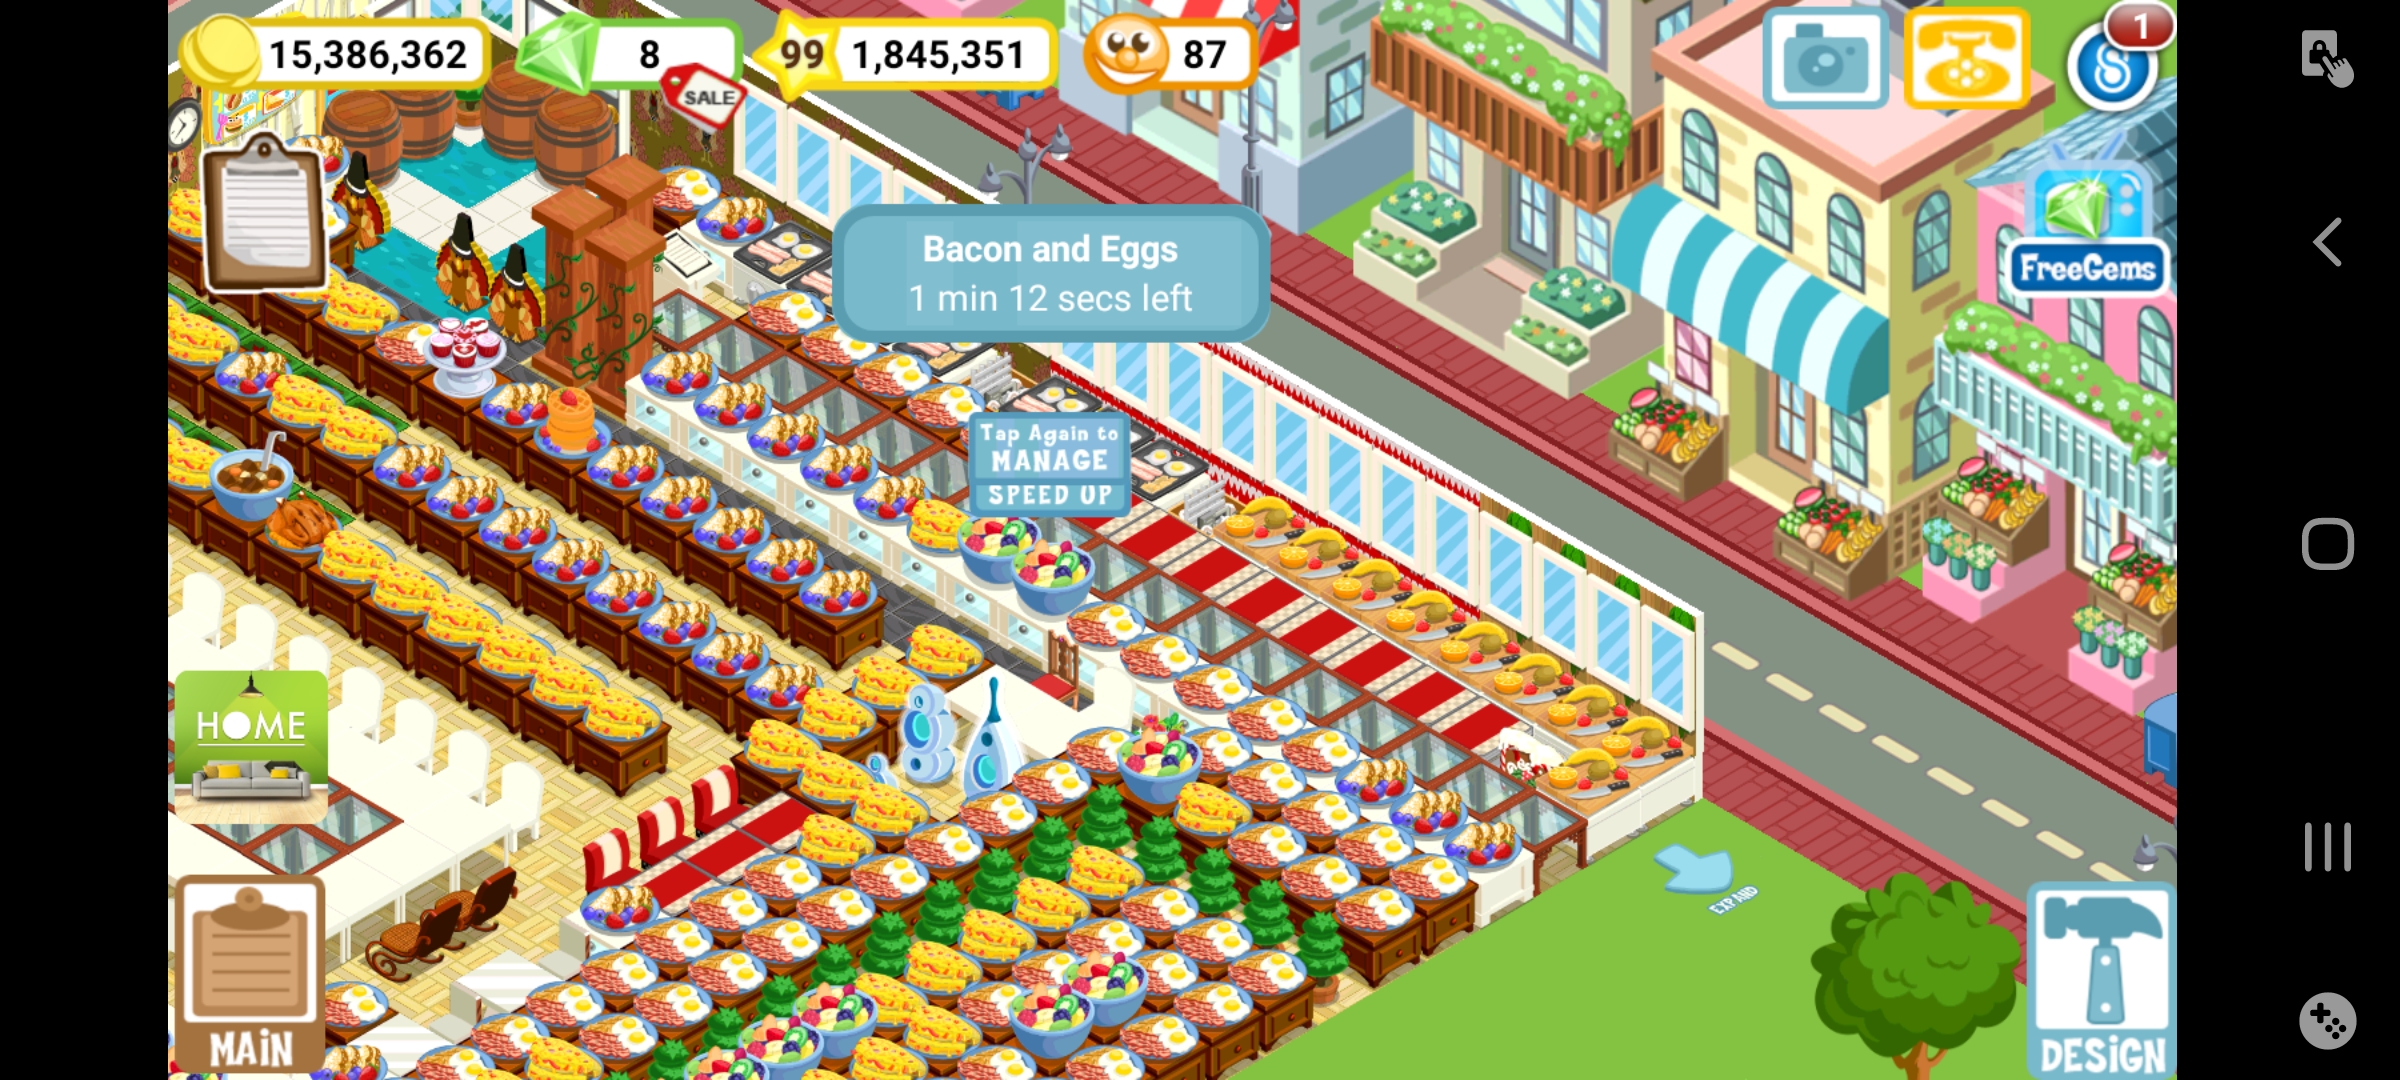 15,386,362
8
SALE
99
1,845,351
87
1
Bacon and Eggs
1 min 12 secs left
FreeGems
Tap Again to
MANAGE
SPEED UP
HOME
EXPAND
MAiN
DESiGN